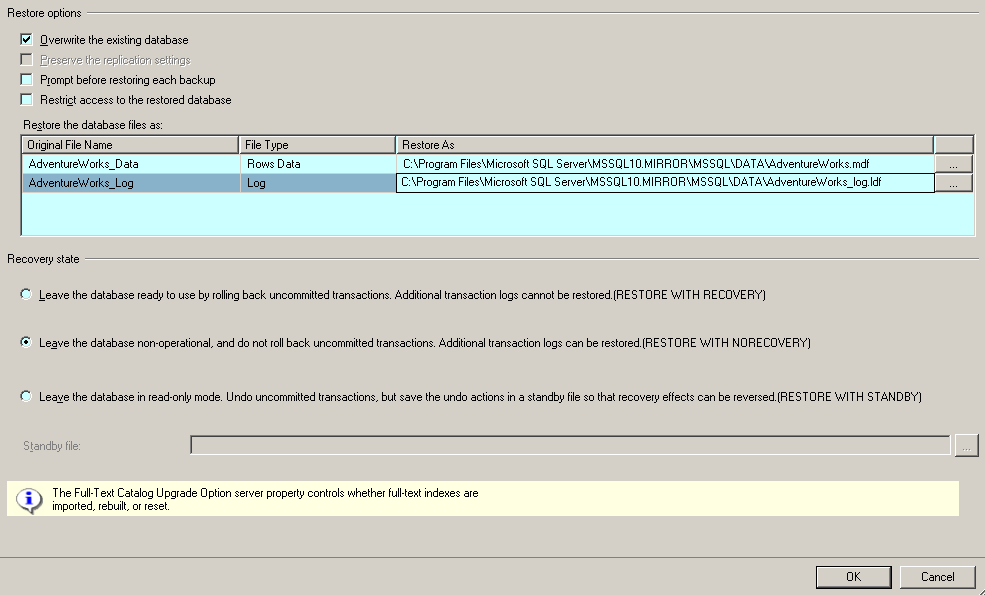 Restore options
Overwrite the existing database
Preserve the replication settings
Prompt before restoring each backup
Restrict access to the restored database
Restore the database files as:
Original File Name File Type Restore As
AdventureWorks_Data Rows Data C:\Program Files\Microsoft SQL Server\MSSQL10.MIRROR\MSSQL\DATA\AdventureWorks.mdf ...
AdventureWorks_Log Log C:\Program Files\Microsoft SQL Server\MSSQL10.MIRROR\MSSQL\DATA\AdventureWorks_log.ldf ...
Recovery state
Leave the database ready to use by rolling back uncommitted transactions. Additional transaction logs cannot be restored.(RESTORE WITH RECOVERY)
Leave the database non-operational, and do not roll back uncommitted transactions. Additional transaction logs can be restored.(RESTORE WITH NORECOVERY)
Leave the database in read-only mode. Undo uncommitted transactions, but save the undo actions in a standby file so that recovery effects can be reversed.(RESTORE WITH STANDBY)
Standby file: ...
The Full-Text Catalog Upgrade Option server property controls whether full-text indexes are
imported, rebuilt, or reset.
OK Cancel